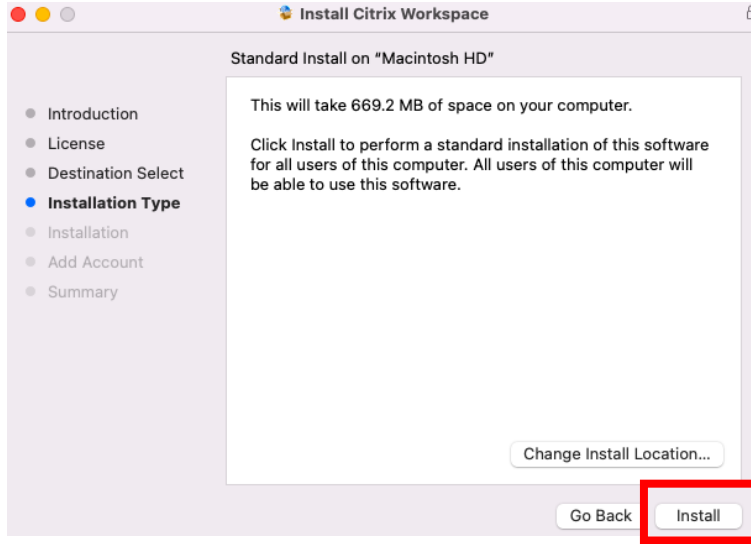 Install Citrix Workspace
Standard Install on “Macintosh HD”
Introduction
License
Destination Select
Installation Type
Installation
Add Account
Summary
This will take 669.2 MB of space on your computer.
Click Install to perform a standard installation of this software
for all users of this computer. All users of this computer will
be able to use this software.
Change Install Location...
Go Back
Install